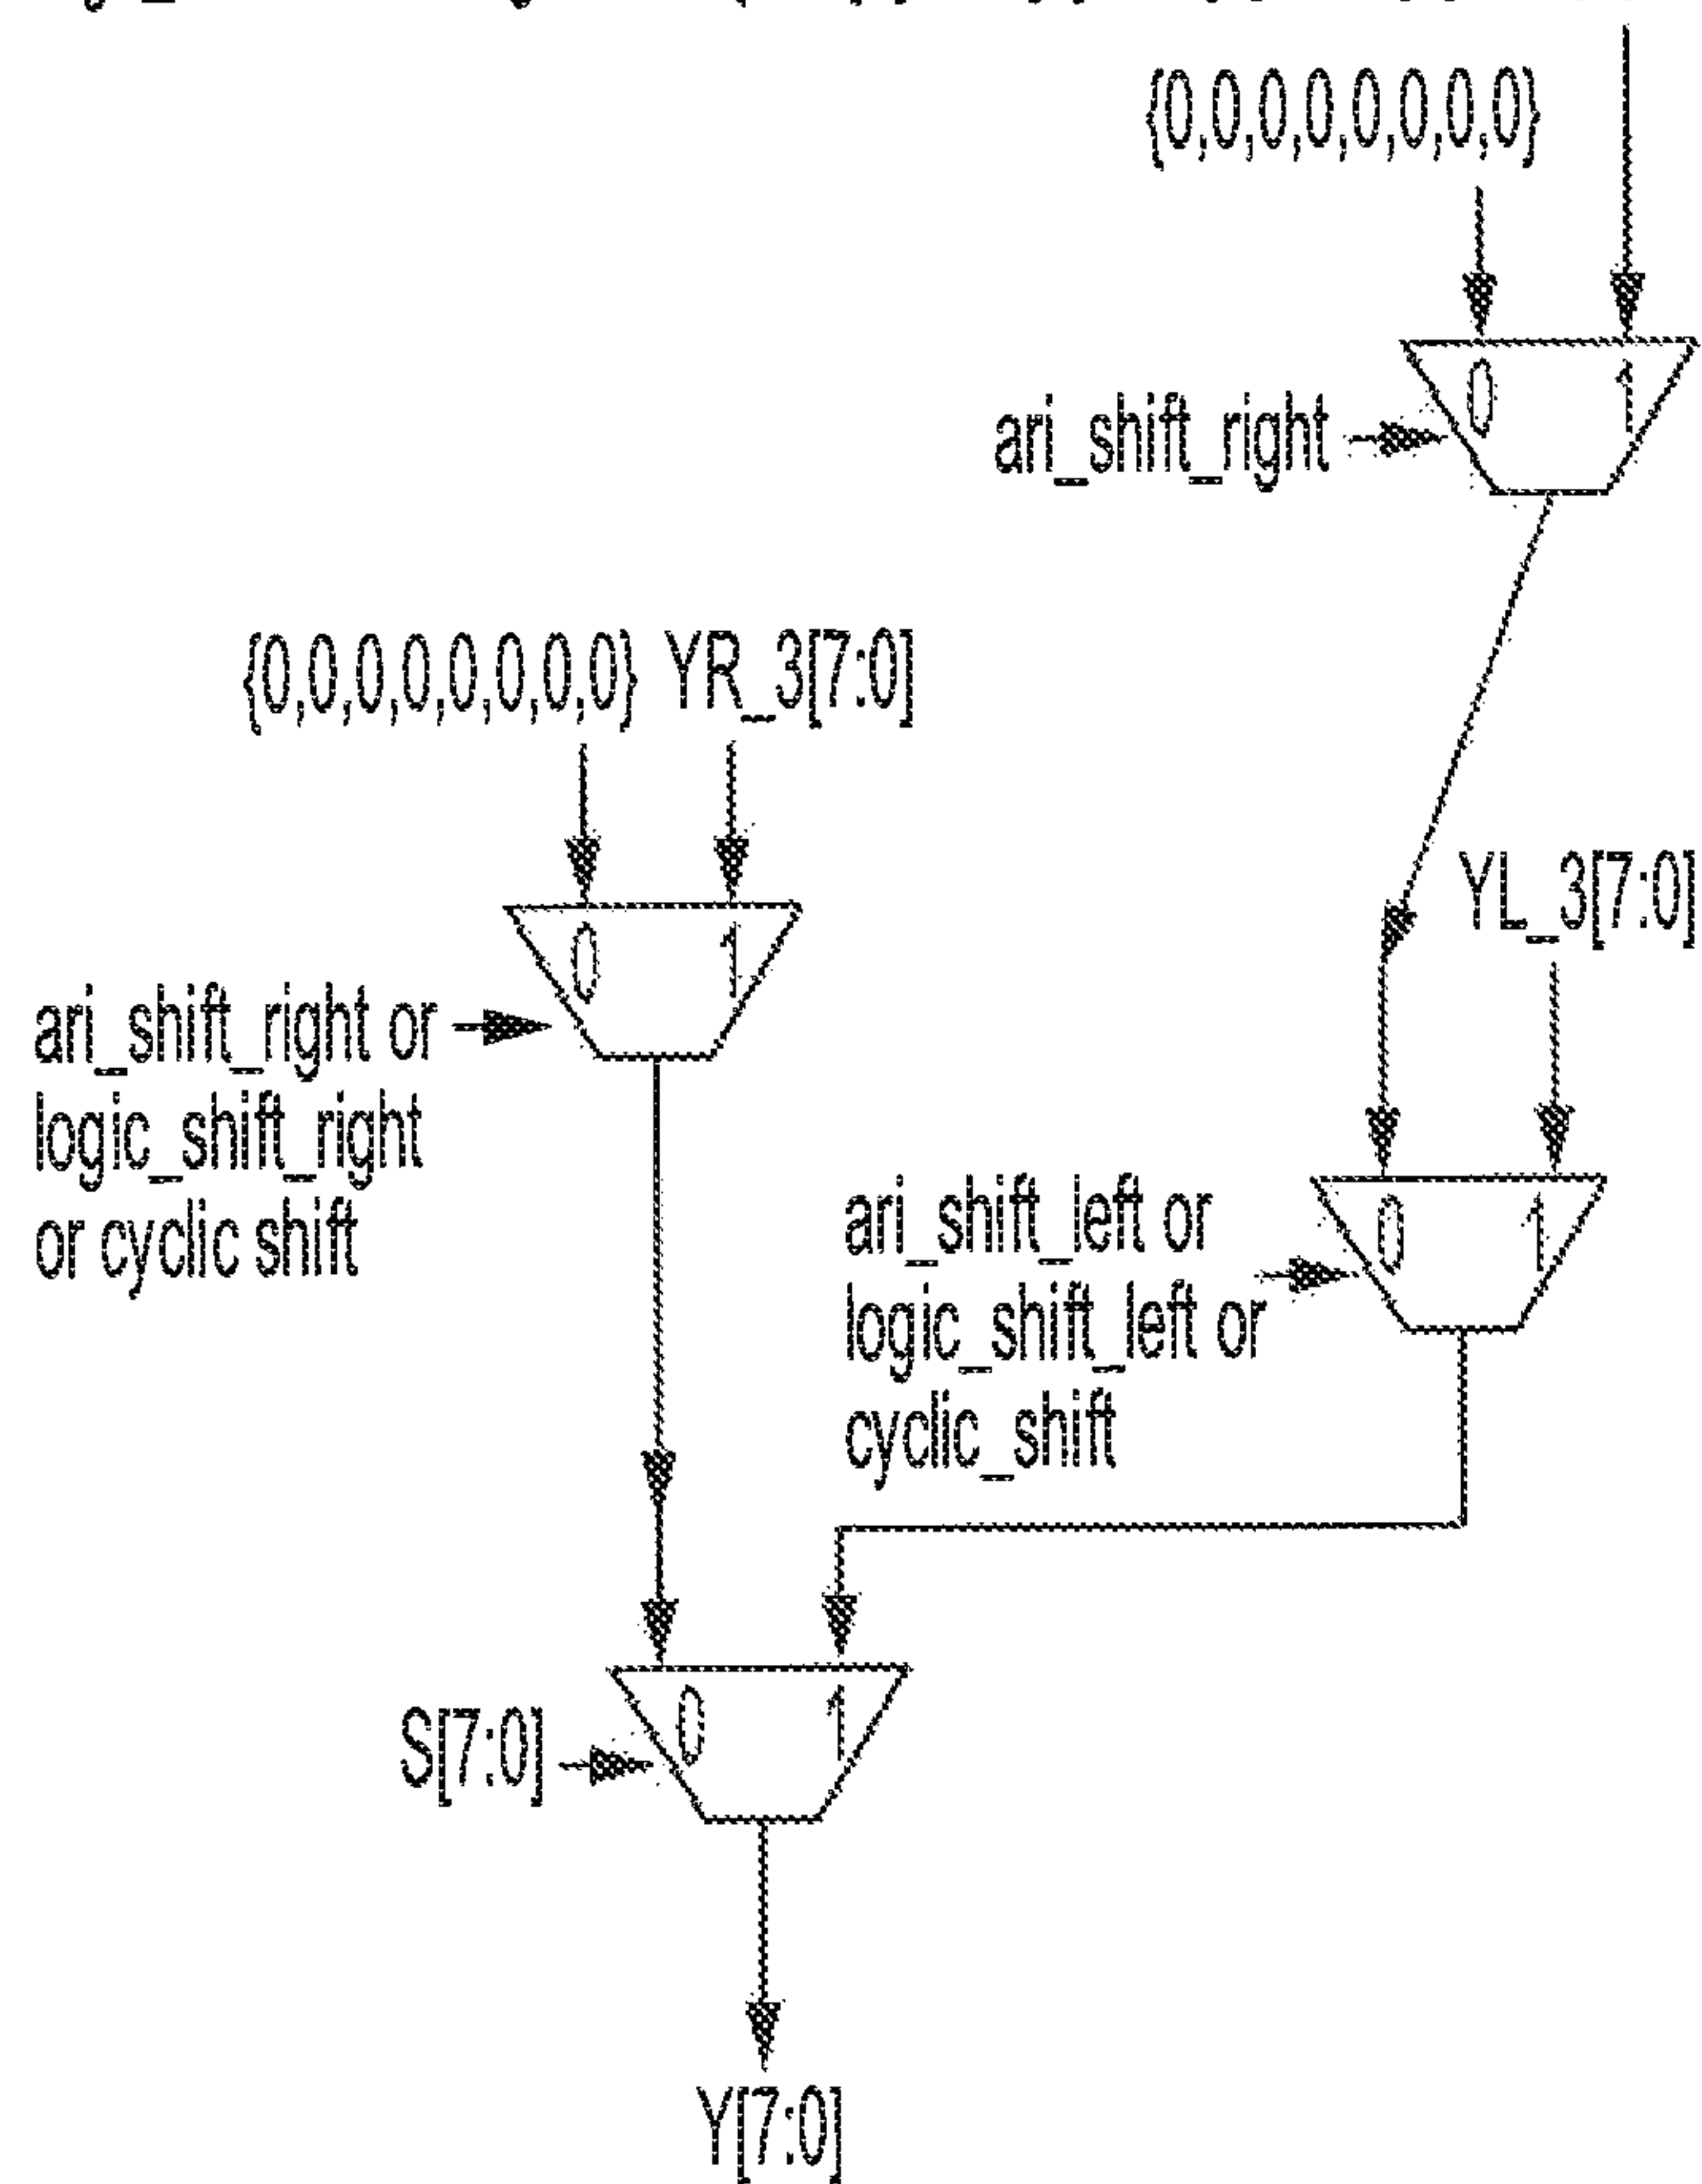 {0,0,0,0,0,0,0,0}
0 1
ari_shift_right
{0,0,0,0,0,0,0,0} YR_3[7:0]
0 1
YL_3[7:0]
ari_shift_right or
logic_shift_right
or cyclic shift
0 1
ari_shift_left or
logic_shift_left or
cyclic_shift
0 1
S[7:0]
Y[7:0]